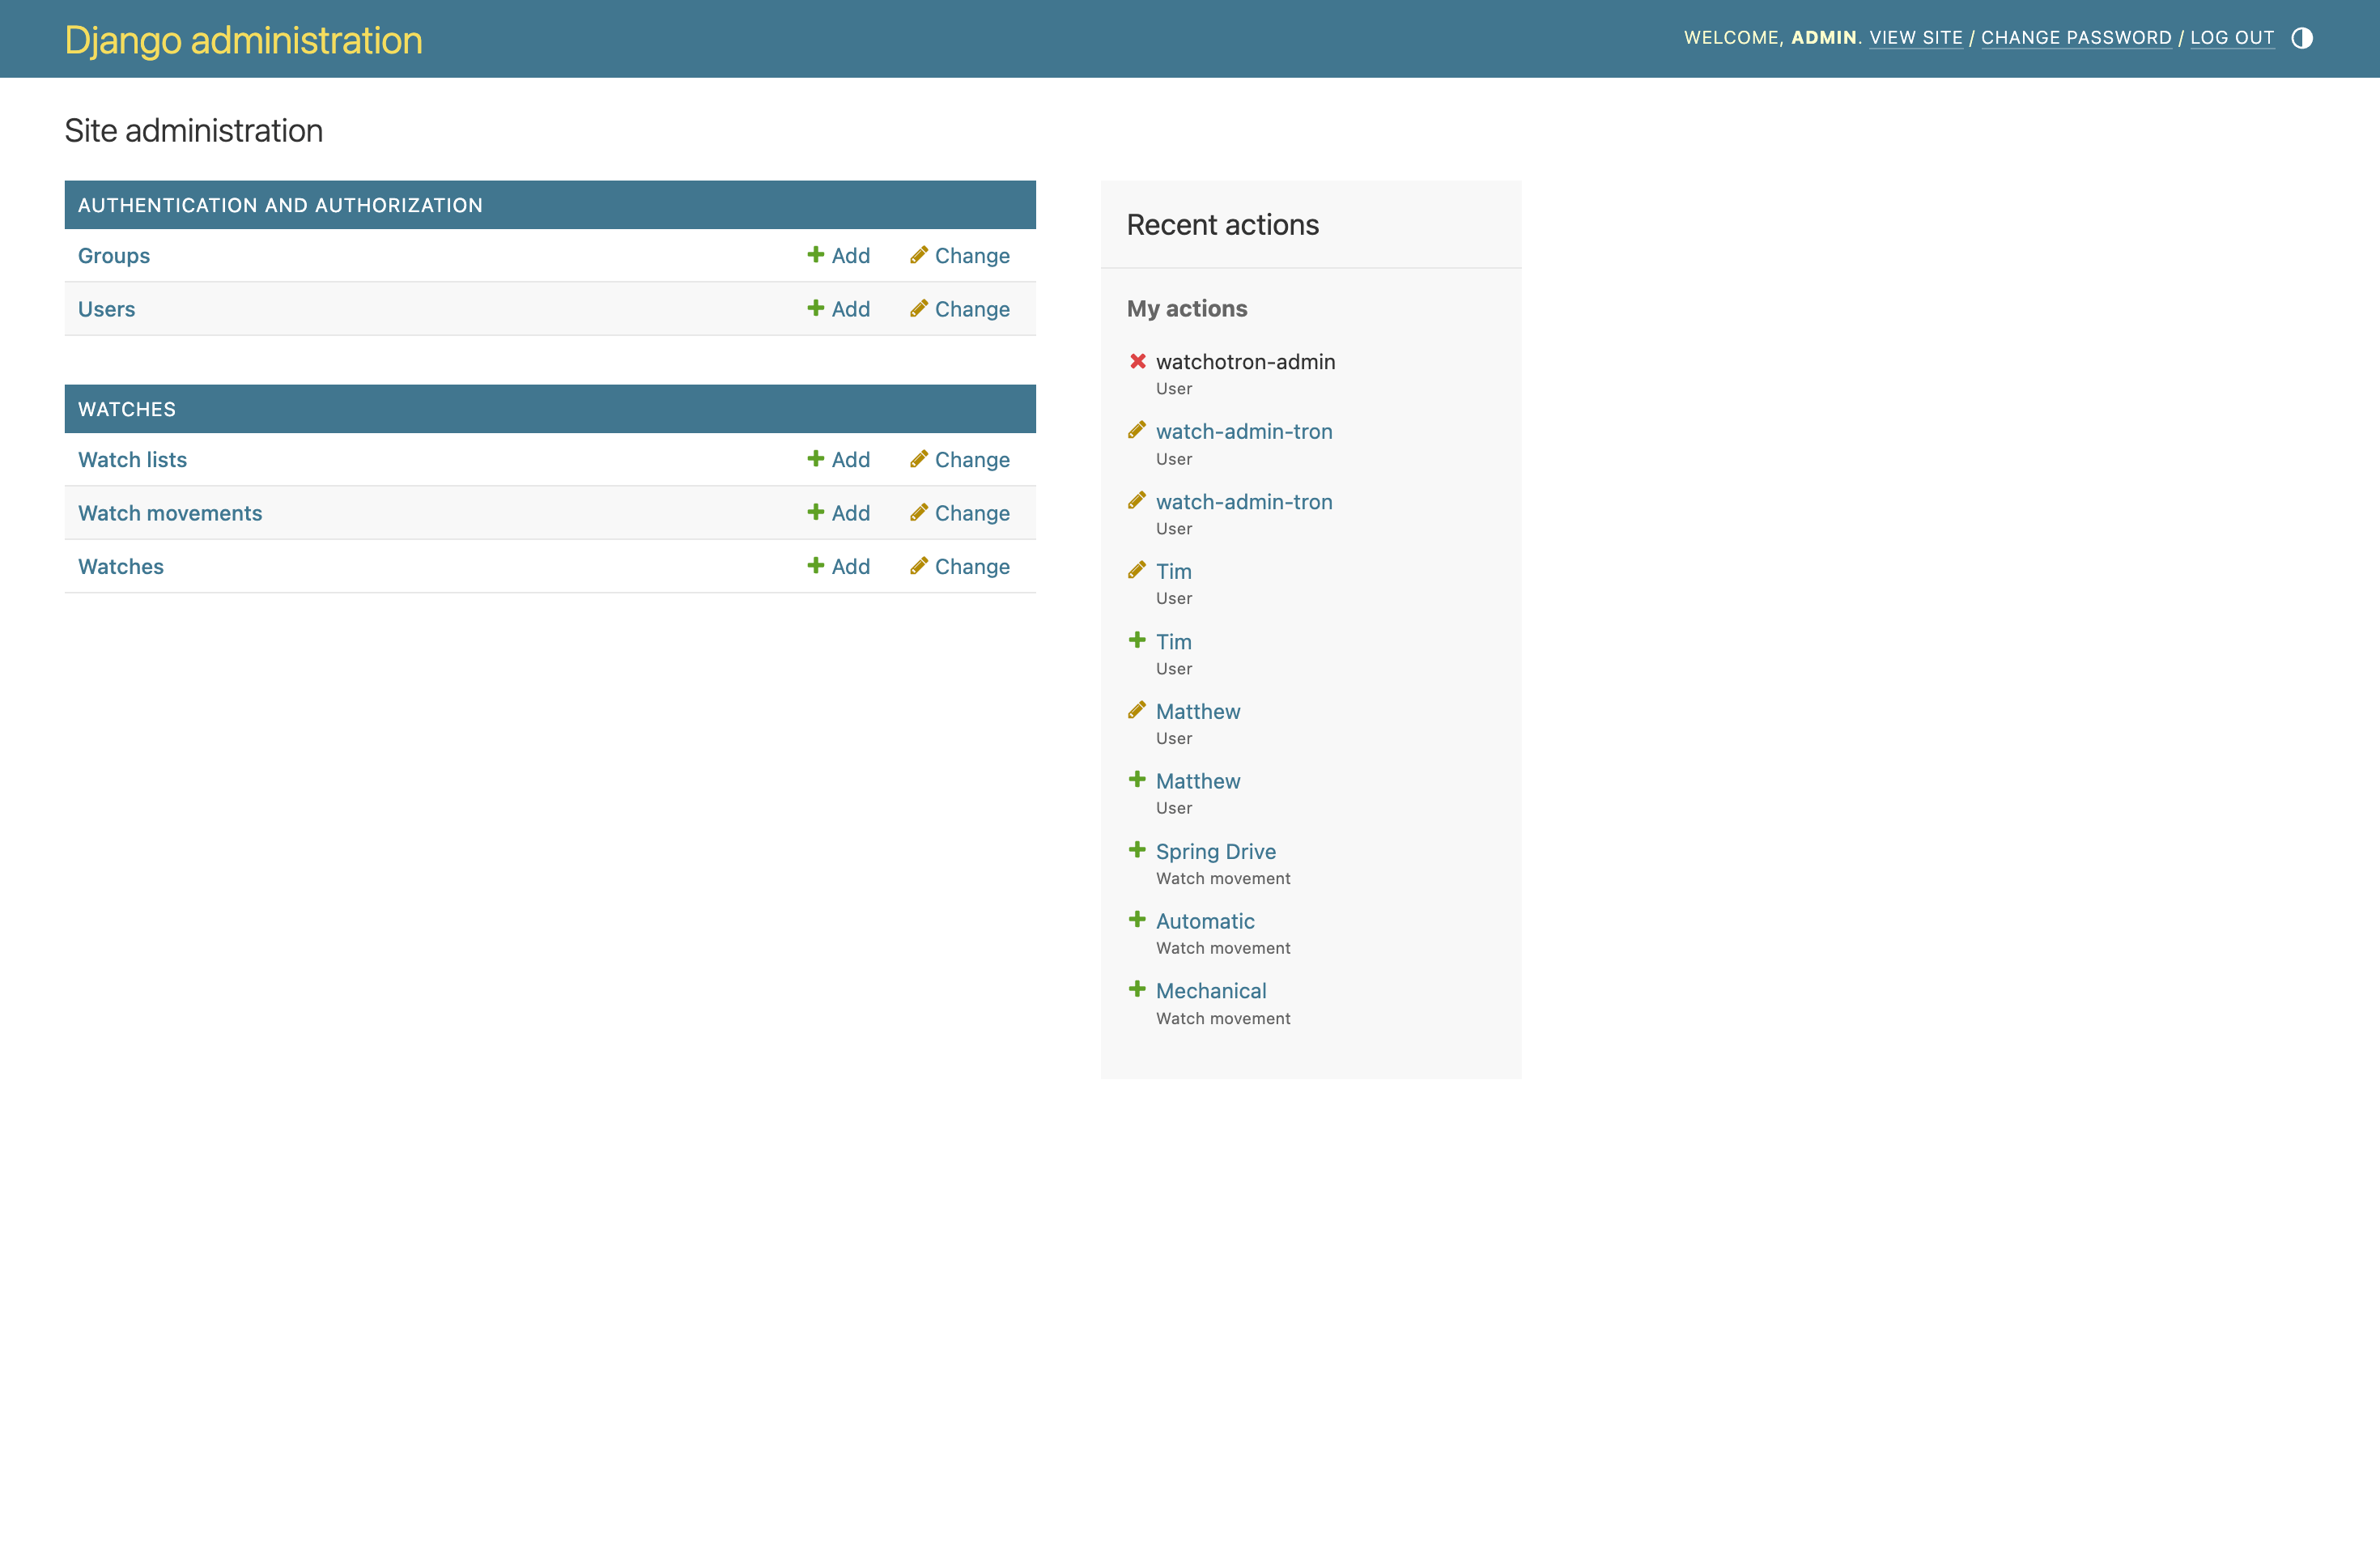 Django administration
WELCOME, ADMIN. VIEW SITE / CHANGE PASSWORD / LOG OUT
Site administration
AUTHENTICATION AND AUTHORIZATION
Groups Add Change
Users Add Change
WATCHES
Watch lists Add Change
Watch movements Add Change
Watches Add Change
Recent actions
My actions
watchotron-admin
User
watch-admin-tron
User
watch-admin-tron
User
Tim
User
Tim
User
Matthew
User
Matthew
User
Spring Drive
Watch movement
Automatic
Watch movement
Mechanical
Watch movement